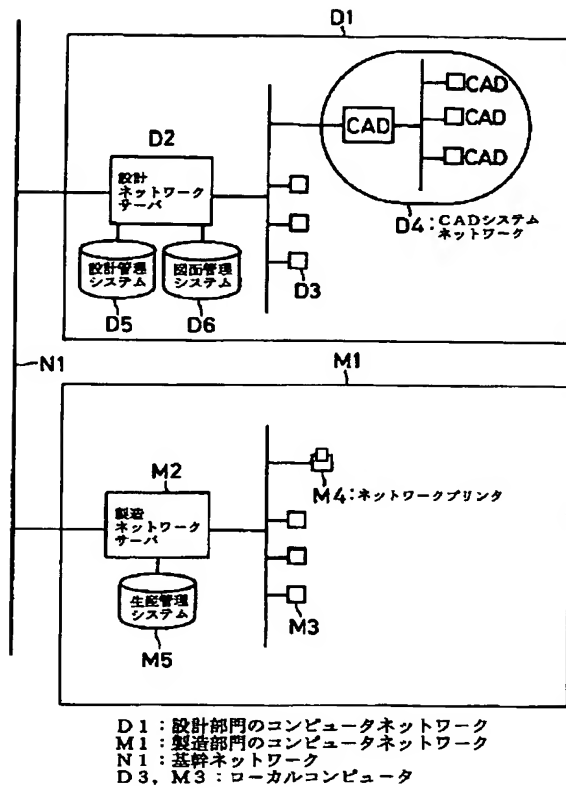 D1
CAD
CAD
CAD
CAD
D2
設計
ネットワーク
サーバ
D4:CADシステム
ネットワーク
設計管理
システム
図面管理
システム
D3
D5
D6
N1
M1
M2
M4:ネットワークプリンタ
製造
ネットワーク
サーバ
生産管理
システム
M3
M5
D1:設計部門のコンピュータネットワーク
M1:製造部門のコンピュータネットワーク
N1:基幹ネットワーク
D3, M3:ローカルコンピュータ